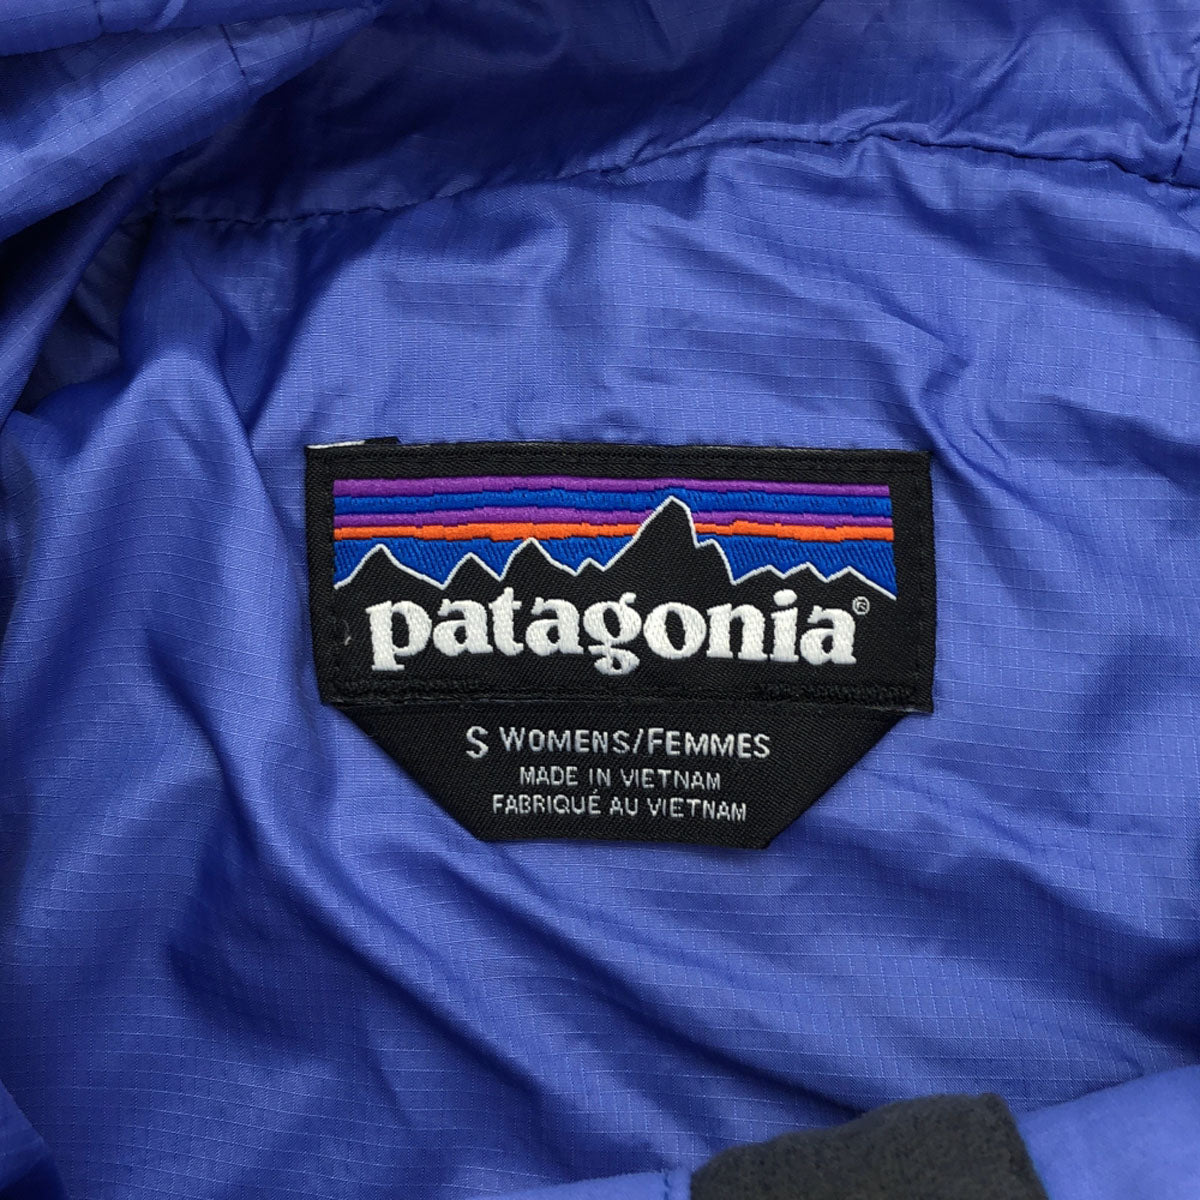 patagonia®
S WOMENS/FEMMES
MADE IN VIETNAM
FABRIQUÉ AU VIETNAM